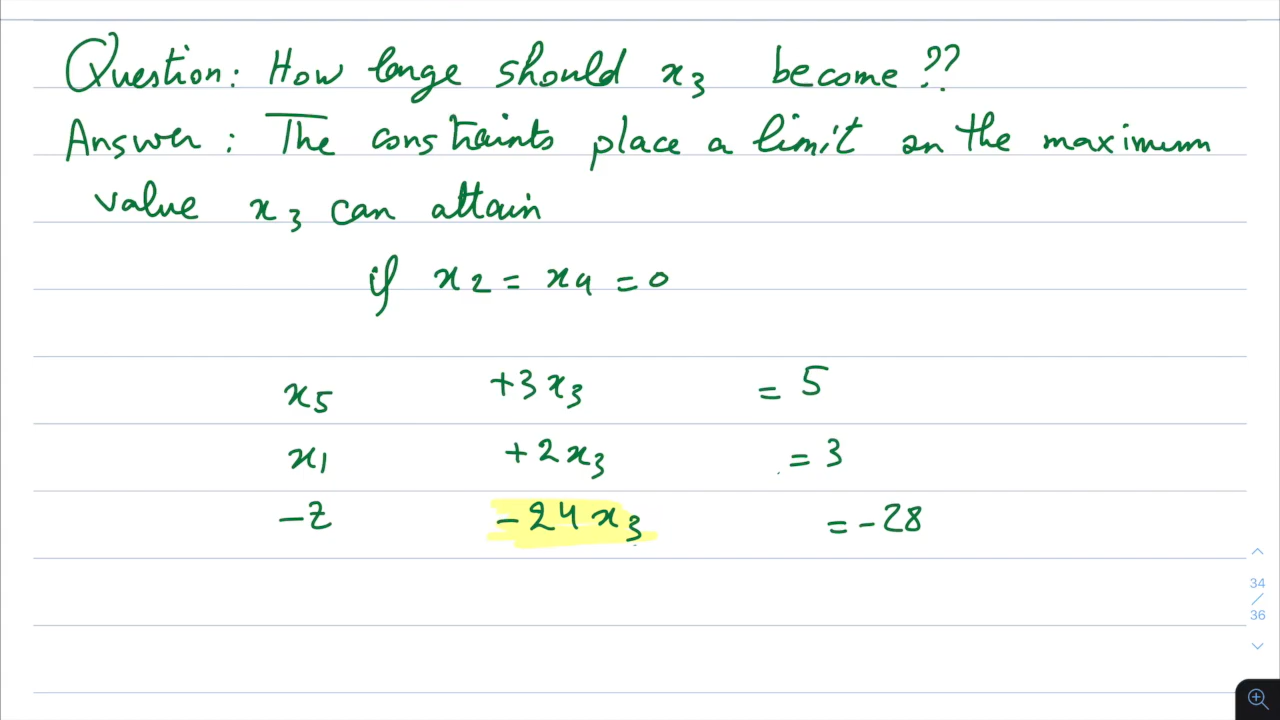 Question: How large should x3 become ??
Answer : The constraints place a limit on the maximum
value x3 can attain
if x2 = x4 = 0
x5 +3x3 = 5
x1 +2x3 = 3
-z -24x3 = -28
34
/
36